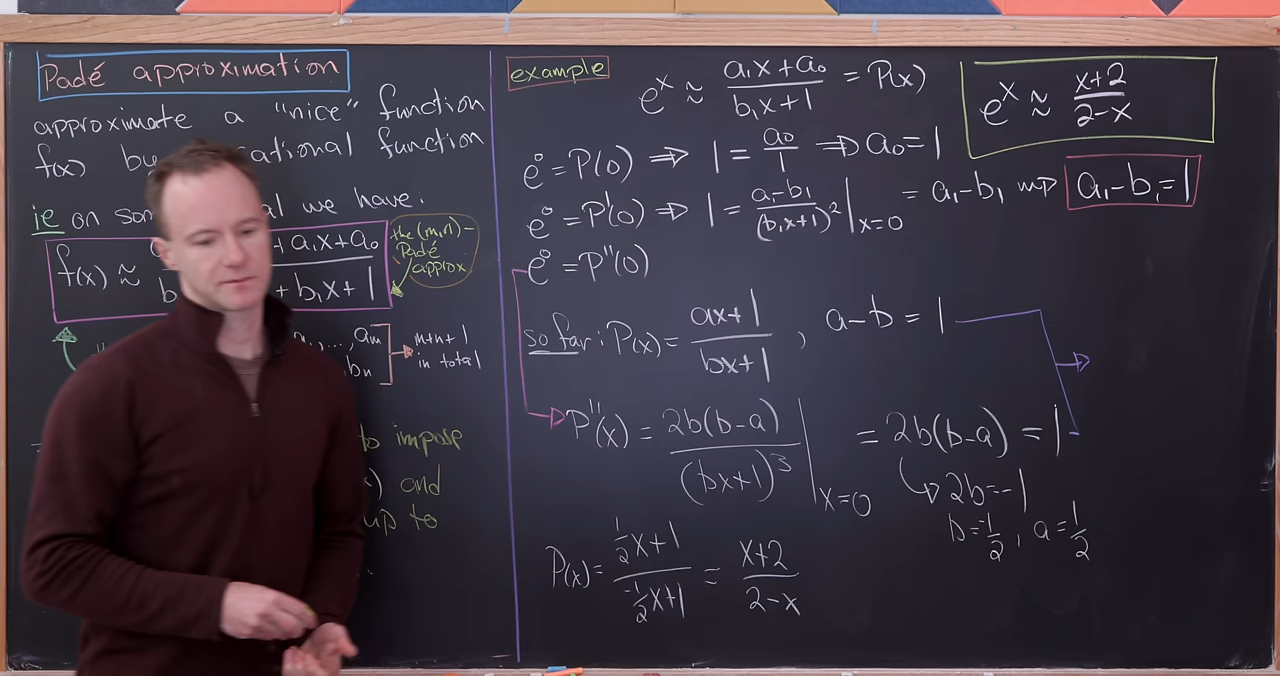 Padé approximation
approximate a "nice" function
f(x) by rational function
ie on som al we have:
f(x) ≈ + a₁x+a₀ / b + b₁x+1
the (m,n)-
Padé
approx
a₀,...,aₘ
bₙ
m+n+1
in total
to impose
) and
up to
example
eˣ ≈ (a₁x+a₀)/(b₁x+1) = P(x)
eˣ ≈ (x+2)/(2-x)
e⁰ = P(0) ⇒ 1 = a₀/1 ⇒ a₀ = 1
e⁰ = P'(0) ⇒ 1 = (a₁-b₁)/(b₁x+1)² |ₓ₌₀ = a₁-b₁ ⇝ a₁-b₁=1
e⁰ = P''(0)
so far: P(x) = (ax+1)/(bx+1), a-b = 1
P''(x) = 2b(b-a)/(bx+1)³ |ₓ₌₀ = 2b(b-a) = 1
2b=-1
b=-1/2, a=1/2
P(x) = (1/2x+1)/(-1/2x+1) = (x+2)/(2-x)